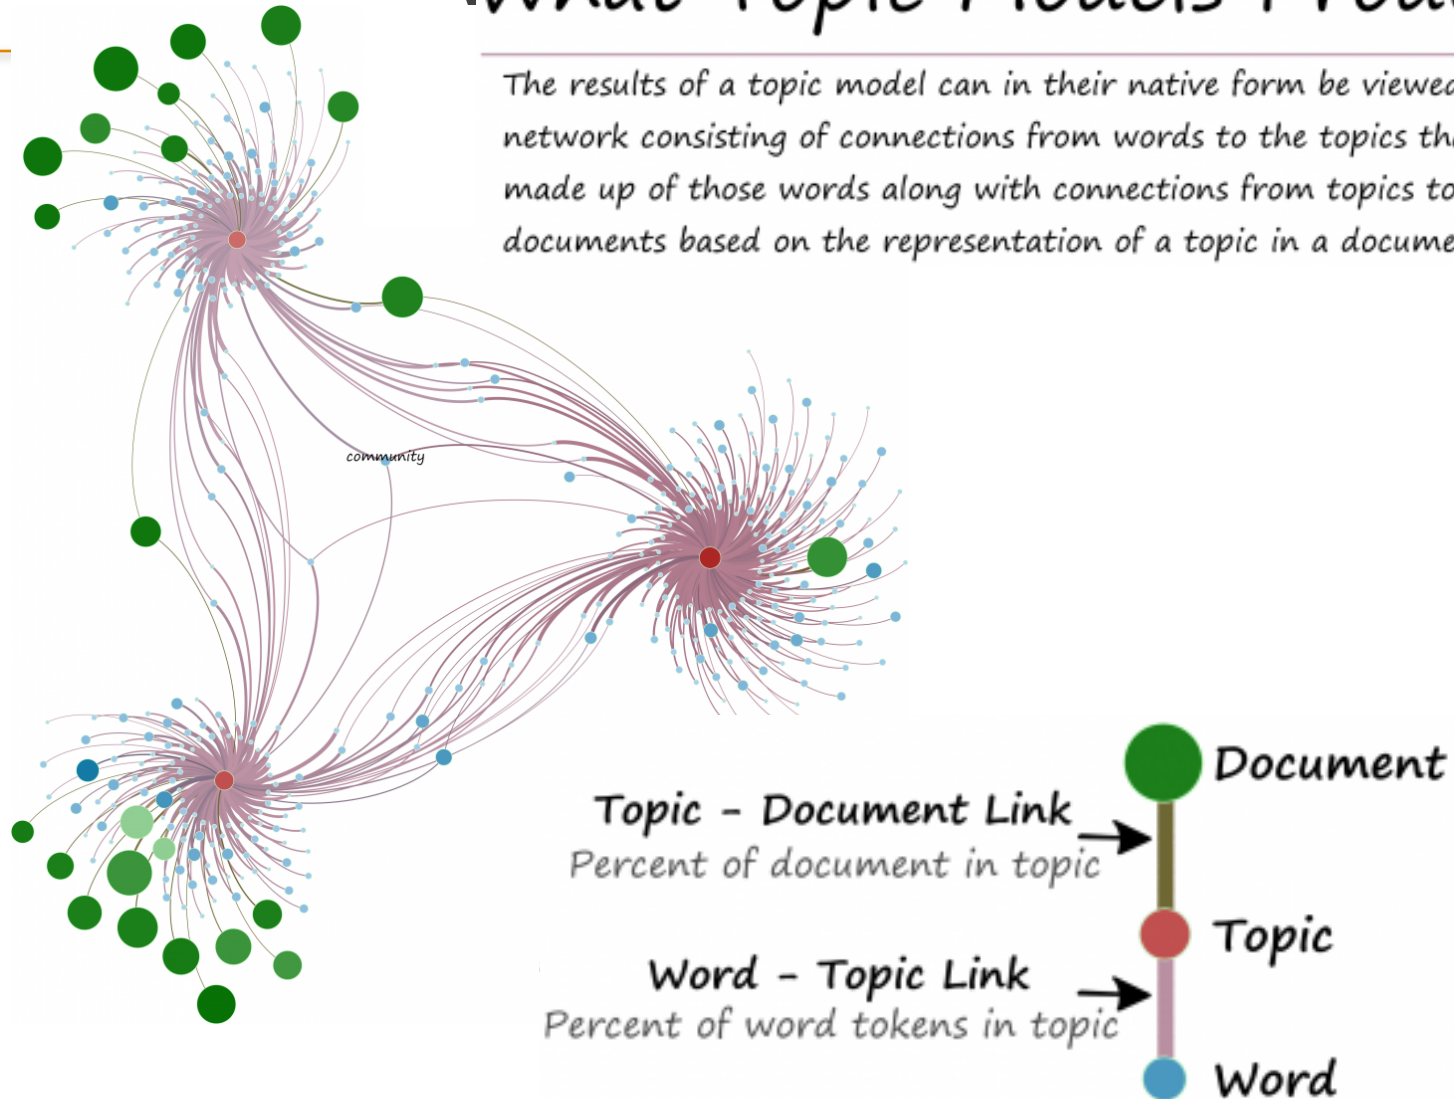 What Topic Models
The results of a topic model can in their native form be viewed
network consisting of connections from words to the topics
made up of those words along with connections from topics to
documents based on the representation of a topic in a
community
Document
Topic - Document Link
Percent of document in topic
Topic
Word - Topic Link
Percent of word tokens in topic
Word